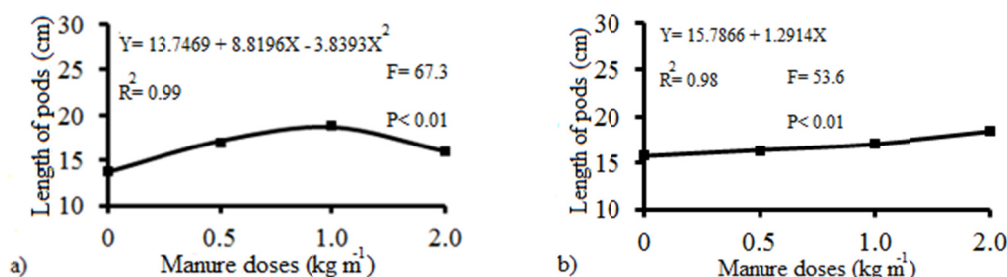 30
25
20
15
10
Length of pods (cm)
Y= 13.7469 + 8.8196X - 3.8393X²
R² = 0.99
F= 67.3
P< 0.01
0 0.5 1.0 2.0
Manure doses (kg m⁻¹)
a)
30
25
20
15
10
Length of pods (cm)
Y= 15.7866 + 1.2914X
R² = 0.98
F= 53.6
P< 0.01
0 0.5 1.0 2.0
Manure doses (kg m⁻¹)
b)